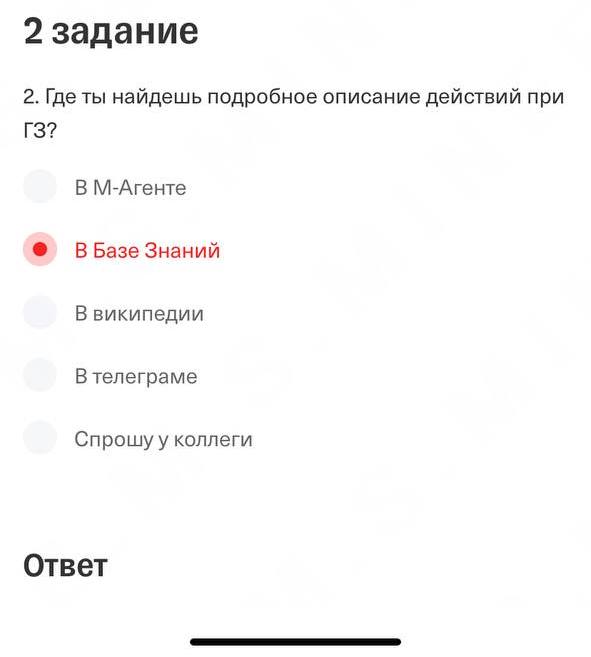 2 задание
2. Где ты найдешь подробное описание действий при
ГЗ?
В М-Агенте
В Базе Знаний
В википедии
В телеграме
Спрошу у коллеги
Ответ